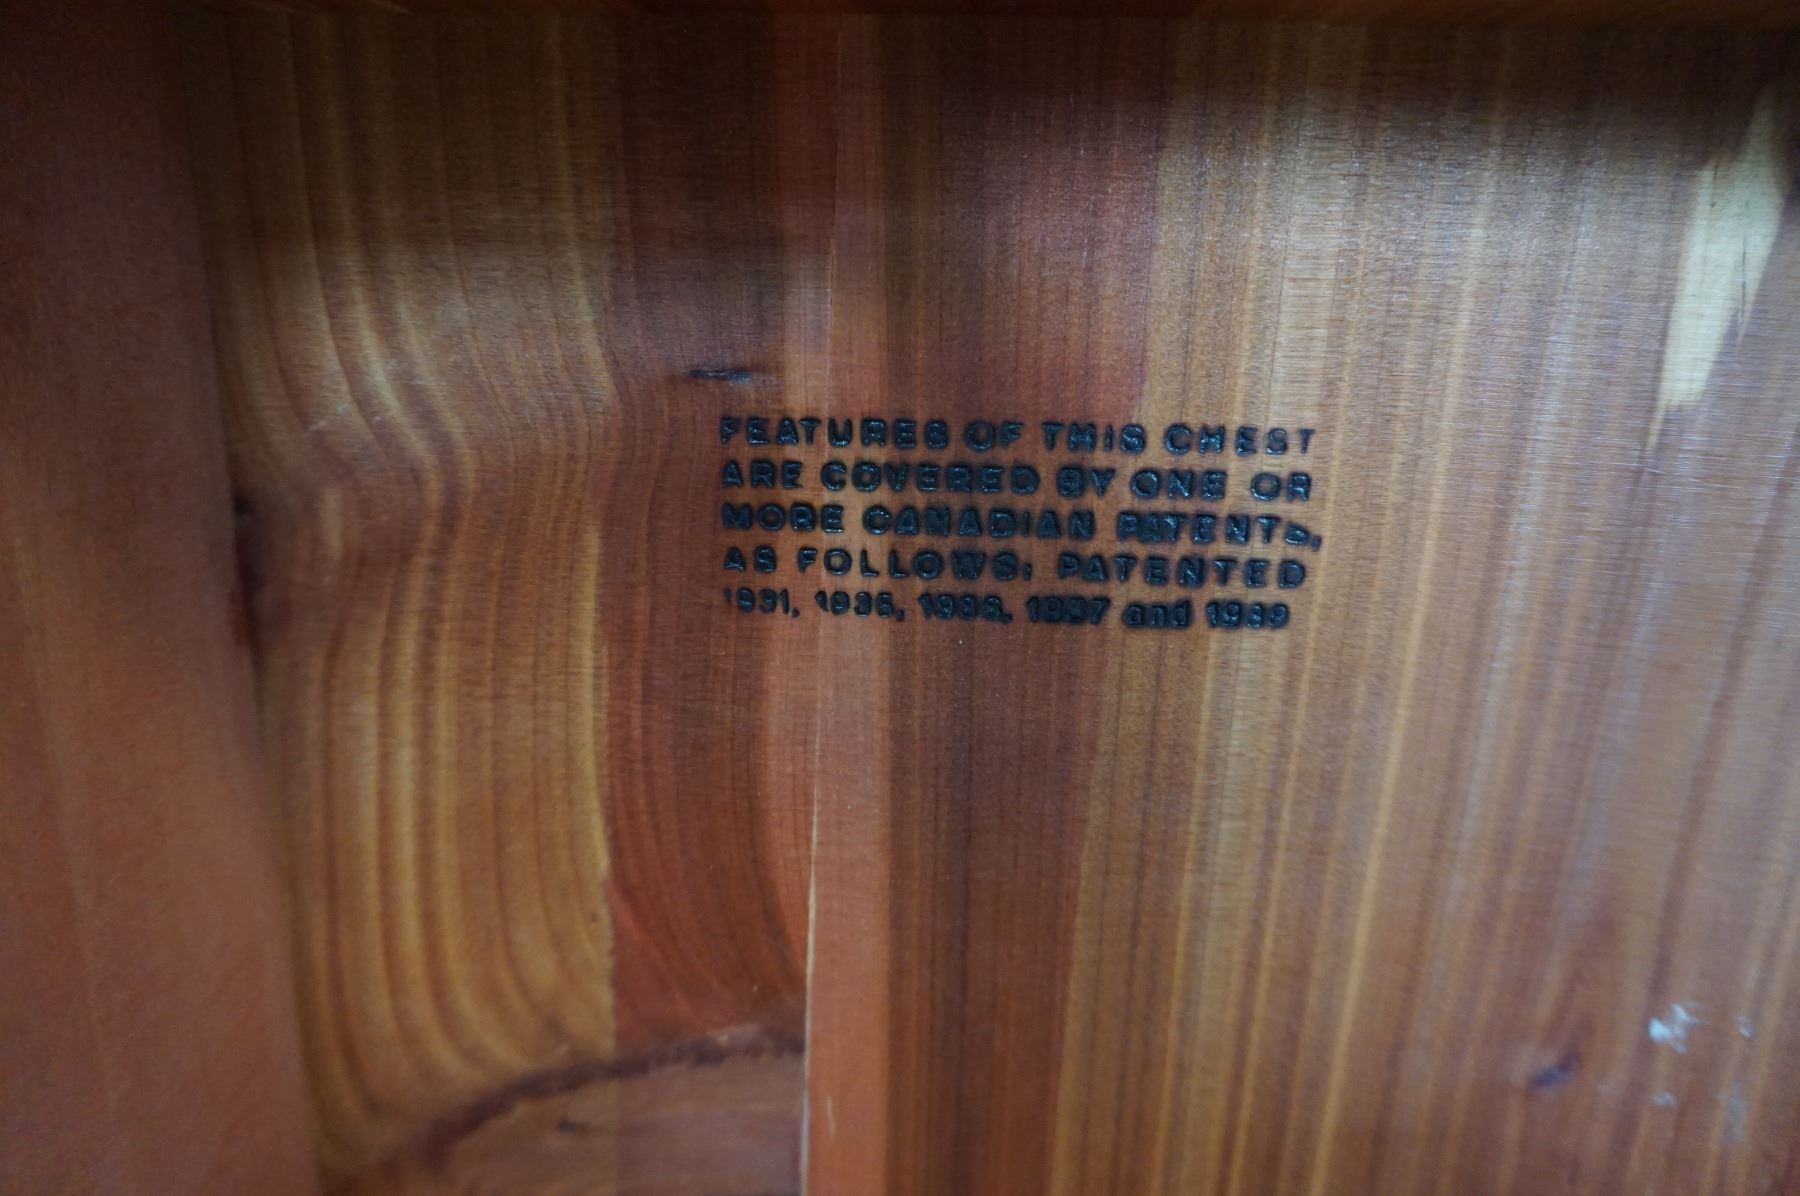 FEATURES OF THIS CHEST
ARE COVERED BY ONE OR
MORE CANADIAN PATENTS,
AS FOLLOWS: PATENTED
1931, 1935, 1936, 1937 and 1939